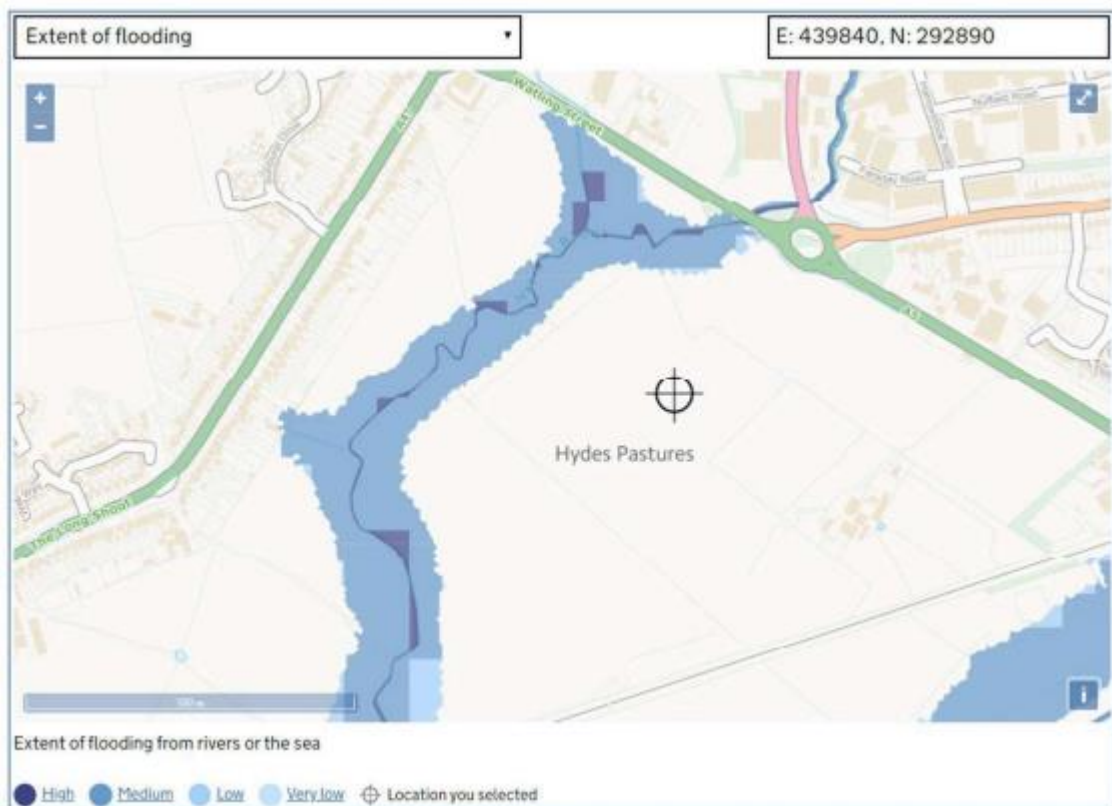 Extent of flooding
E: 439840, N: 292890
+
−
Watling Street
A5
Hydes Pastures
The Long Shoot
i
Extent of flooding from rivers or the sea
High Medium Low Very low Location you selected